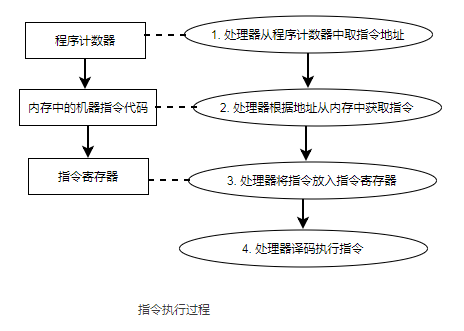 程序计数器
1. 处理器从程序计数器中取指令地址
内存中的机器指令代码
2. 处理器根据地址从内存中获取指令
指令寄存器
3. 处理器将指令放入指令寄存器
4. 处理器译码执行指令
指令执行过程